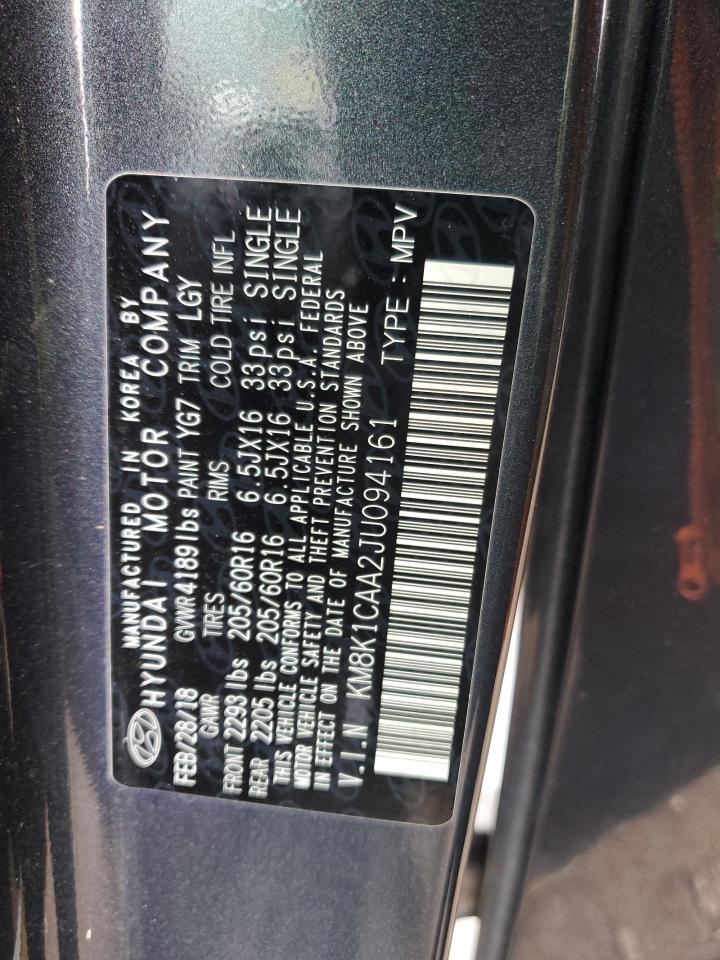 MANUFACTURED IN KOREA BY
HYUNDAI MOTOR COMPANY
FEB/28/18 GVWR4189lbs PAINT YG7 TRIM LGY
GAWR TIRES RIMS COLD TIRE INFL
FRONT 2293 lbs 205/60R16 6.5JX16 33psi SINGLE
REAR 2205 lbs 205/60R16 6.5JX16 33psi SINGLE
THIS VEHICLE CONFORMS TO ALL APPLICABLE U.S.A. FEDERAL
MOTOR VEHICLE SAFETY AND THEFT PREVENTION STANDARDS
IN EFFECT ON THE DATE OF MANUFACTURE SHOWN ABOVE
V.I.N KM8K1CAA2JU094161 TYPE : MPV